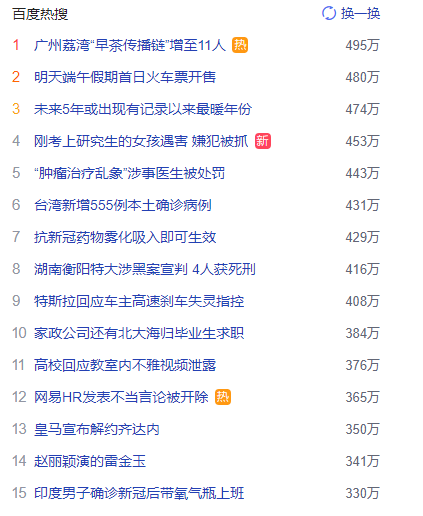 百度热搜 换一换
1 广州荔湾“早茶传播链”增至11人 热 495万
2 明天端午假期首日火车票开售 480万
3 未来5年或出现有记录以来最暖年份 474万
4 刚考上研究生的女孩遇害 嫌犯被抓 新 453万
5 “肿瘤治疗乱象”涉事医生被处罚 443万
6 台湾新增555例本土确诊病例 431万
7 抗新冠药物雾化吸入即可生效 429万
8 湖南衡阳特大涉黑案宣判 4人获死刑 416万
9 特斯拉回应车主高速刹车失灵指控 408万
10 家政公司还有北大海归毕业生求职 384万
11 高校回应教室内不雅视频泄露 376万
12 网易HR发表不当言论被开除 热 365万
13 皇马宣布解约齐达内 350万
14 赵丽颖演的雷金玉 341万
15 印度男子确诊新冠后带氧气瓶上班 330万